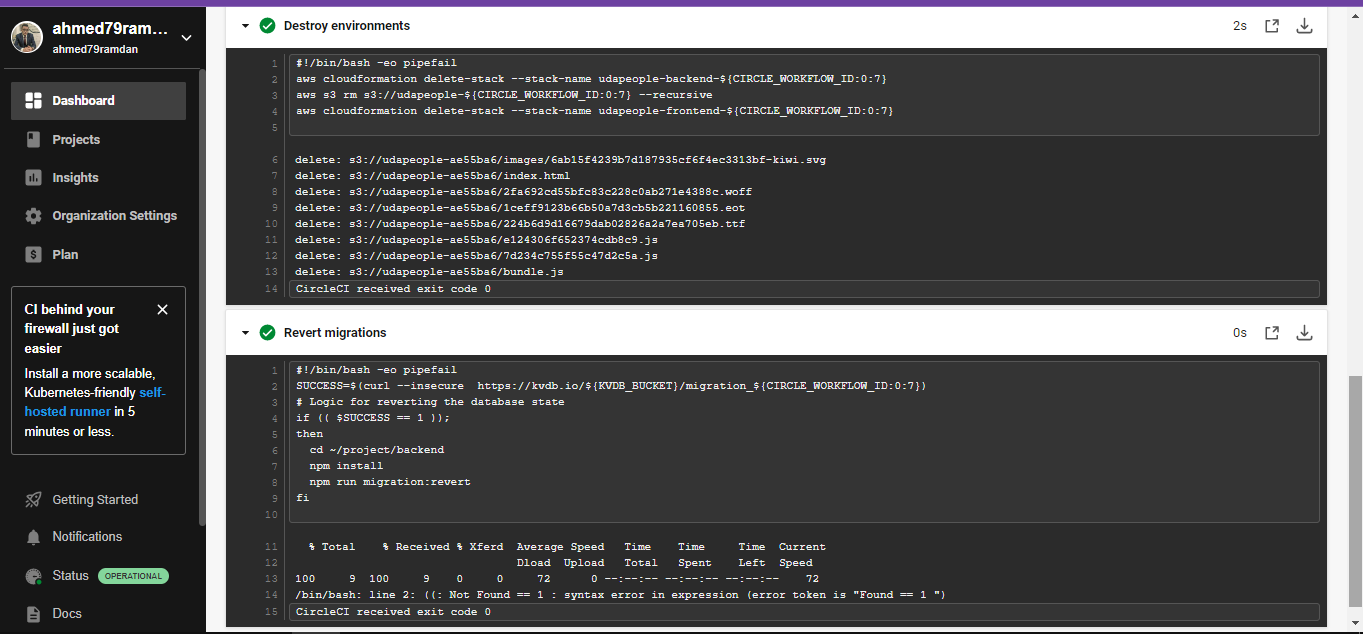 ahmed79ram...
ahmed79ramdan
Dashboard
Projects
Insights
Organization Settings
Plan
CI behind your
firewall just got
easier
Install a more scalable,
Kubernetes-friendly self-
hosted runner in 5
minutes or less.
Getting Started
Notifications
Status OPERATIONAL
Docs
Destroy environments 2s
1 #!/bin/bash -eo pipefail
2 aws cloudformation delete-stack --stack-name udapeople-backend-${CIRCLE_WORKFLOW_ID:0:7}
3 aws s3 rm s3://udapeople-${CIRCLE_WORKFLOW_ID:0:7} --recursive
4 aws cloudformation delete-stack --stack-name udapeople-frontend-${CIRCLE_WORKFLOW_ID:0:7}
5
6 delete: s3://udapeople-ae55ba6/images/6ab15f4239b7d187935cf6f4ec3313bf-kiwi.svg
7 delete: s3://udapeople-ae55ba6/index.html
8 delete: s3://udapeople-ae55ba6/2fa692cd55bfc83c228c0ab271e4388c.woff
9 delete: s3://udapeople-ae55ba6/1ceff9123b66b50a7d3cb5b221160855.eot
10 delete: s3://udapeople-ae55ba6/224b6d9d16679dab02826a2a7ea705eb.ttf
11 delete: s3://udapeople-ae55ba6/e124306f652374cdb8c9.js
12 delete: s3://udapeople-ae55ba6/7d234c755f55c47d2c5a.js
13 delete: s3://udapeople-ae55ba6/bundle.js
14 CircleCI received exit code 0
Revert migrations 0s
1 #!/bin/bash -eo pipefail
2 SUCCESS=$(curl --insecure  https://kvdb.io/${KVDB_BUCKET}/migration_${CIRCLE_WORKFLOW_ID:0:7})
3 # Logic for reverting the database state
4 if (( $SUCCESS == 1 ));
5 then
6   cd ~/project/backend
7   npm install
8   npm run migration:revert
9 fi
10
11   % Total    % Received % Xferd  Average Speed   Time    Time     Time  Current
12                                  Dload  Upload   Total   Spent    Left  Speed
13 100     9  100     9    0     0     72      0 --:--:-- --:--:-- --:--:--    72
14 /bin/bash: line 2: ((: Not Found == 1 : syntax error in expression (error token is "Found == 1 ")
15 CircleCI received exit code 0